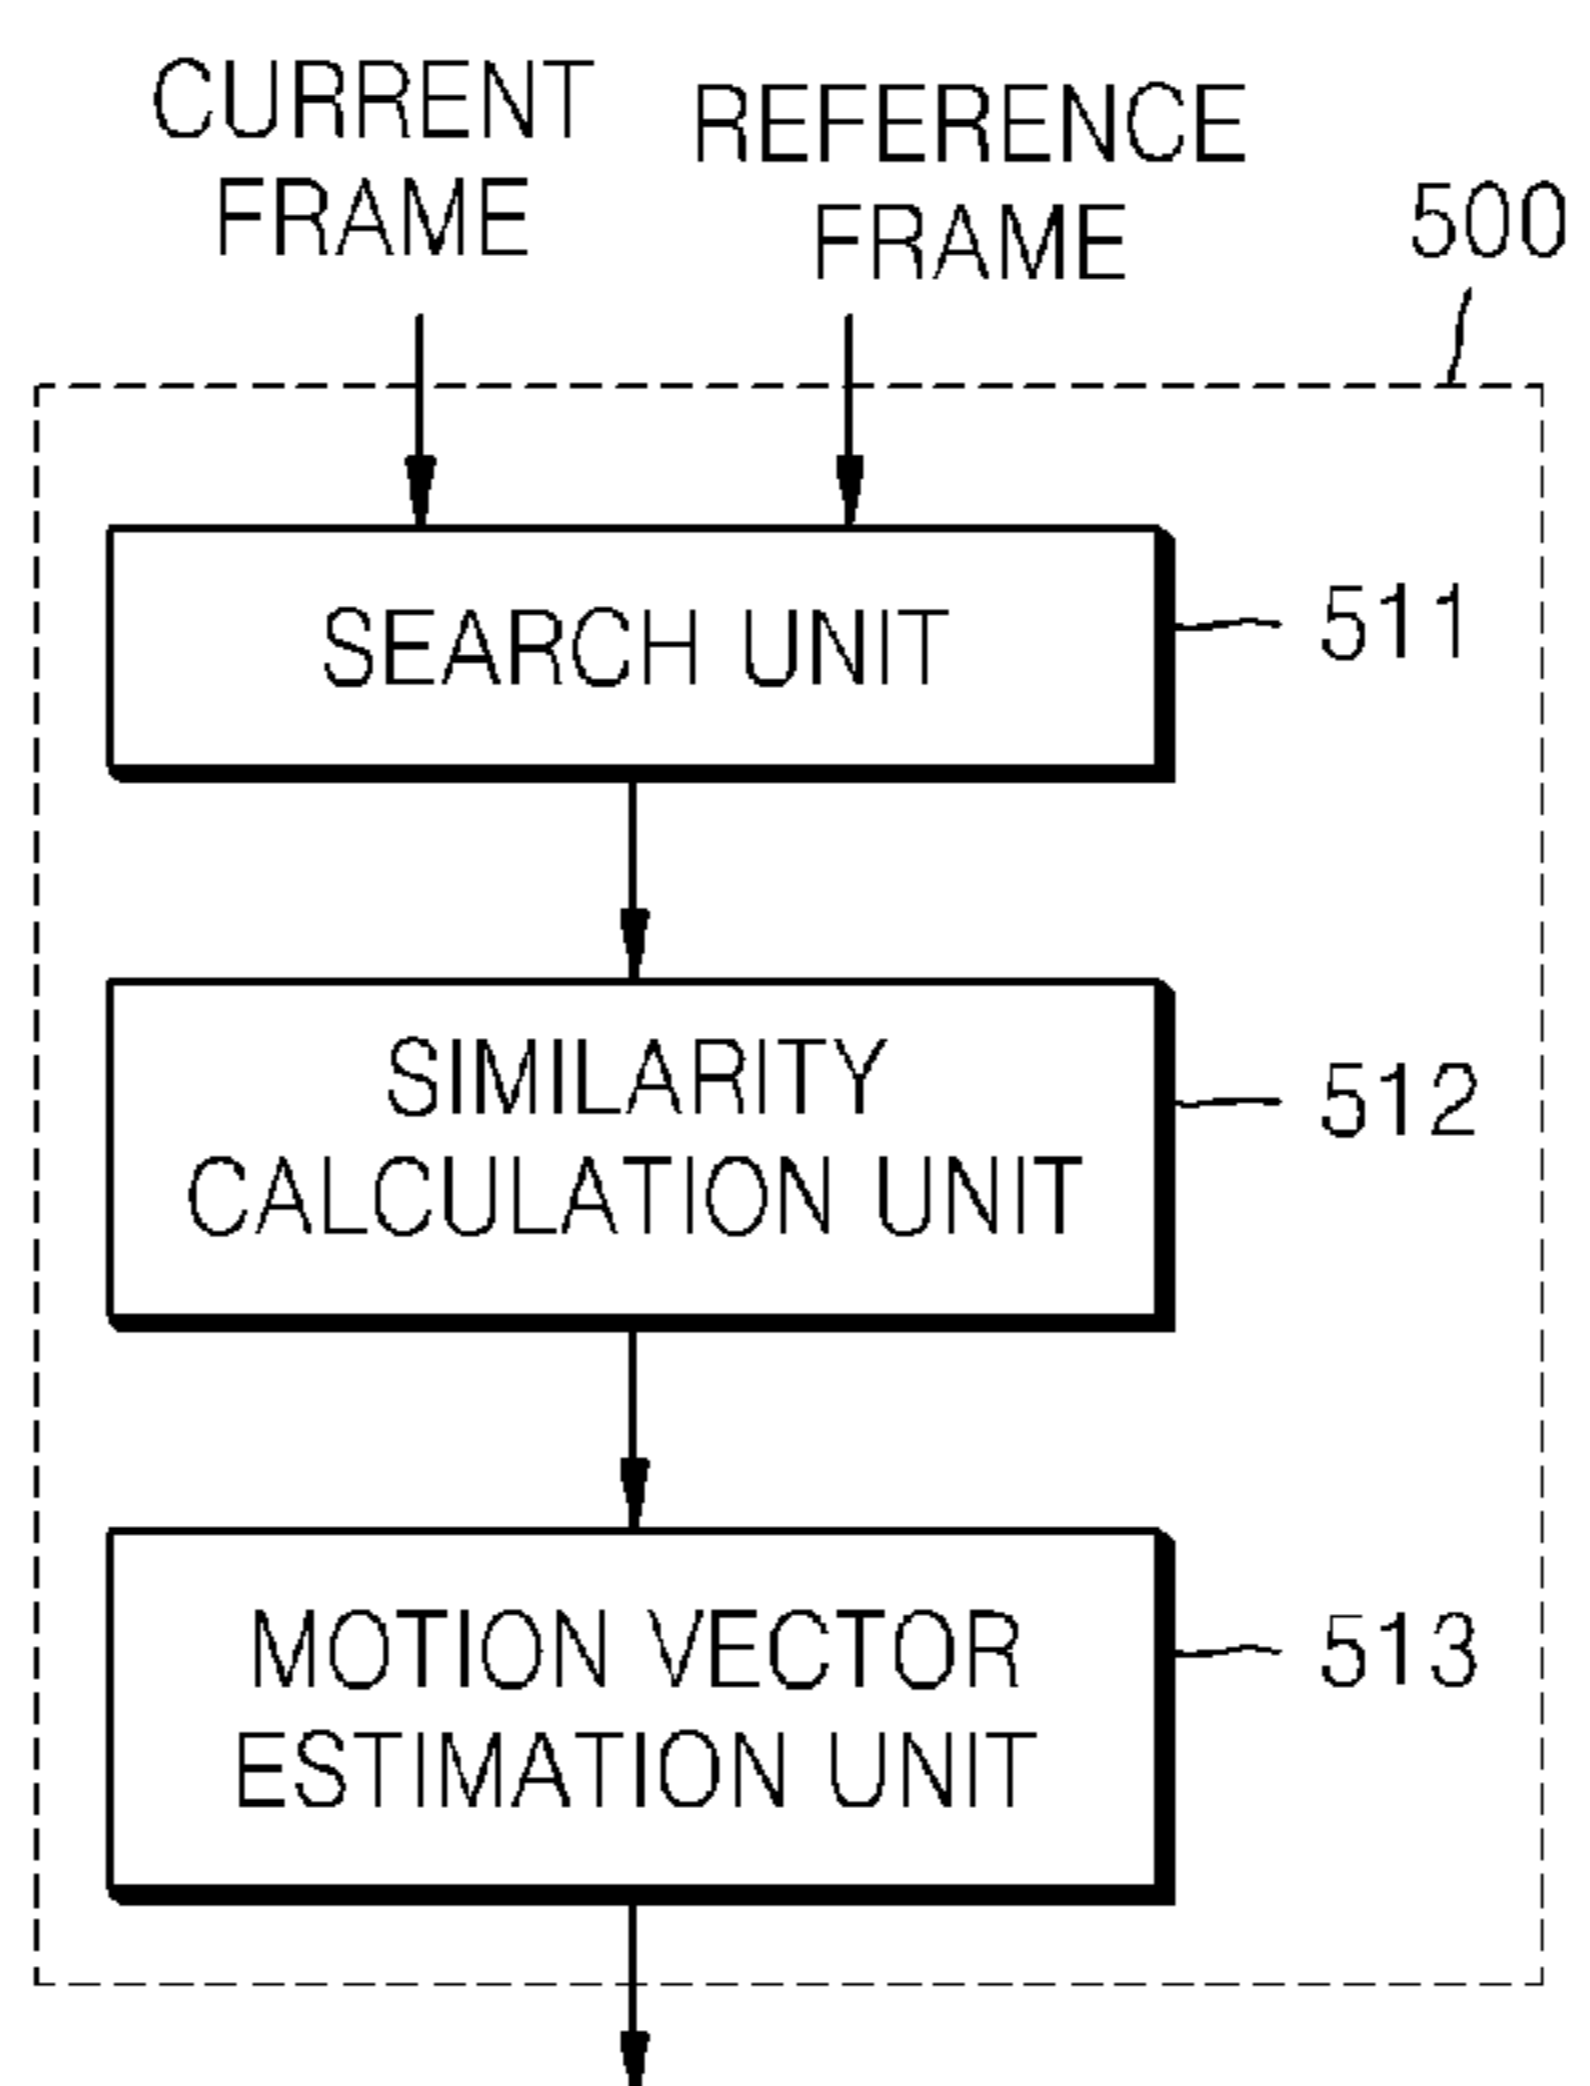 CURRENT
FRAME
REFERENCE
FRAME
500
SEARCH UNIT
511
SIMILARITY
CALCULATION UNIT
512
MOTION VECTOR
ESTIMATION UNIT
513